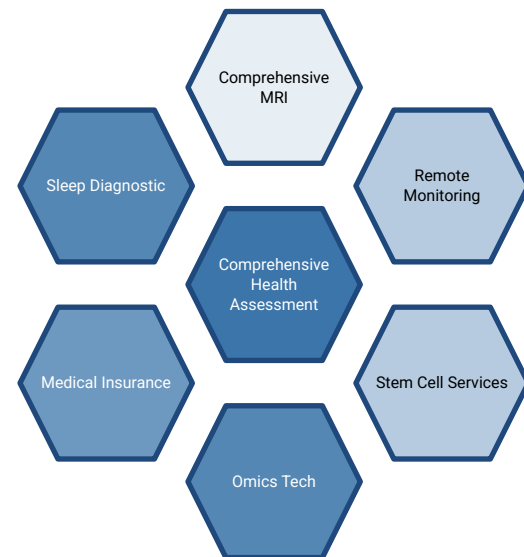 Comprehensive
MRI
Sleep Diagnostic
Remote
Monitoring
Comprehensive
Health
Assessment
Medical Insurance
Stem Cell Services
Omics Tech